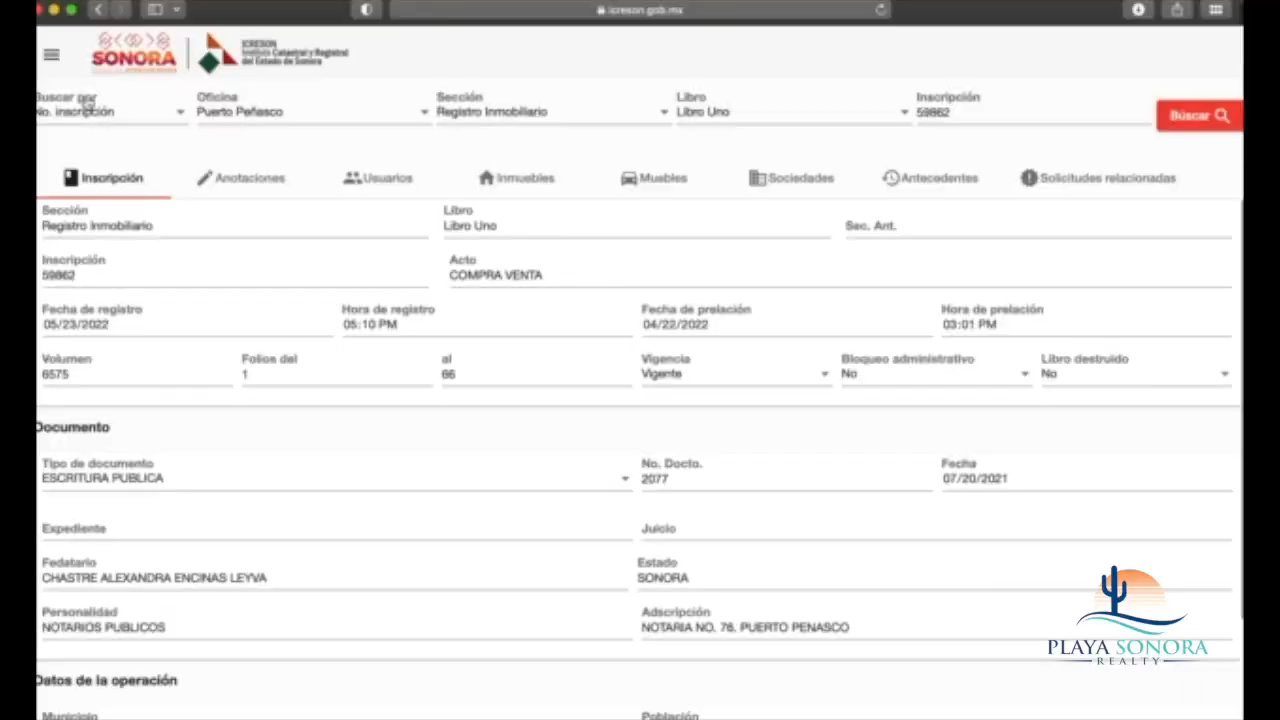 icreson.gob.mx
SONORA
ICRESON
Instituto Catastral y Registral
del Estado de Sonora
Buscar por
No. inscripción
Oficina
Puerto Peñasco
Sección
Registro Inmobiliario
Libro
Libro Uno
Inscripción
59862
Búscar
Inscripción
Anotaciones
Usuarios
Inmuebles
Muebles
Sociedades
Antecedentes
Solicitudes relacionadas
Sección
Registro Inmobiliario
Libro
Libro Uno
Sec. Ant.
Inscripción
59862
Acto
COMPRA VENTA
Fecha de registro
05/23/2022
Hora de registro
05:10 PM
Fecha de prelación
04/22/2022
Hora de prelación
03:01 PM
Volumen
6575
Folios del
1
al
66
Vigencia
Vigente
Bloqueo administrativo
No
Libro destruido
No
Documento
Tipo de documento
ESCRITURA PUBLICA
No. Docto.
2077
Fecha
07/20/2021
Expediente
Juicio
Fedatario
CHASTRE ALEXANDRA ENCINAS LEYVA
Estado
SONORA
Personalidad
NOTARIOS PUBLICOS
Adscripción
NOTARIA NO. 76. PUERTO PENASCO
PLAYA SONORA
REALTY
Datos de la operación
Municipio
Población